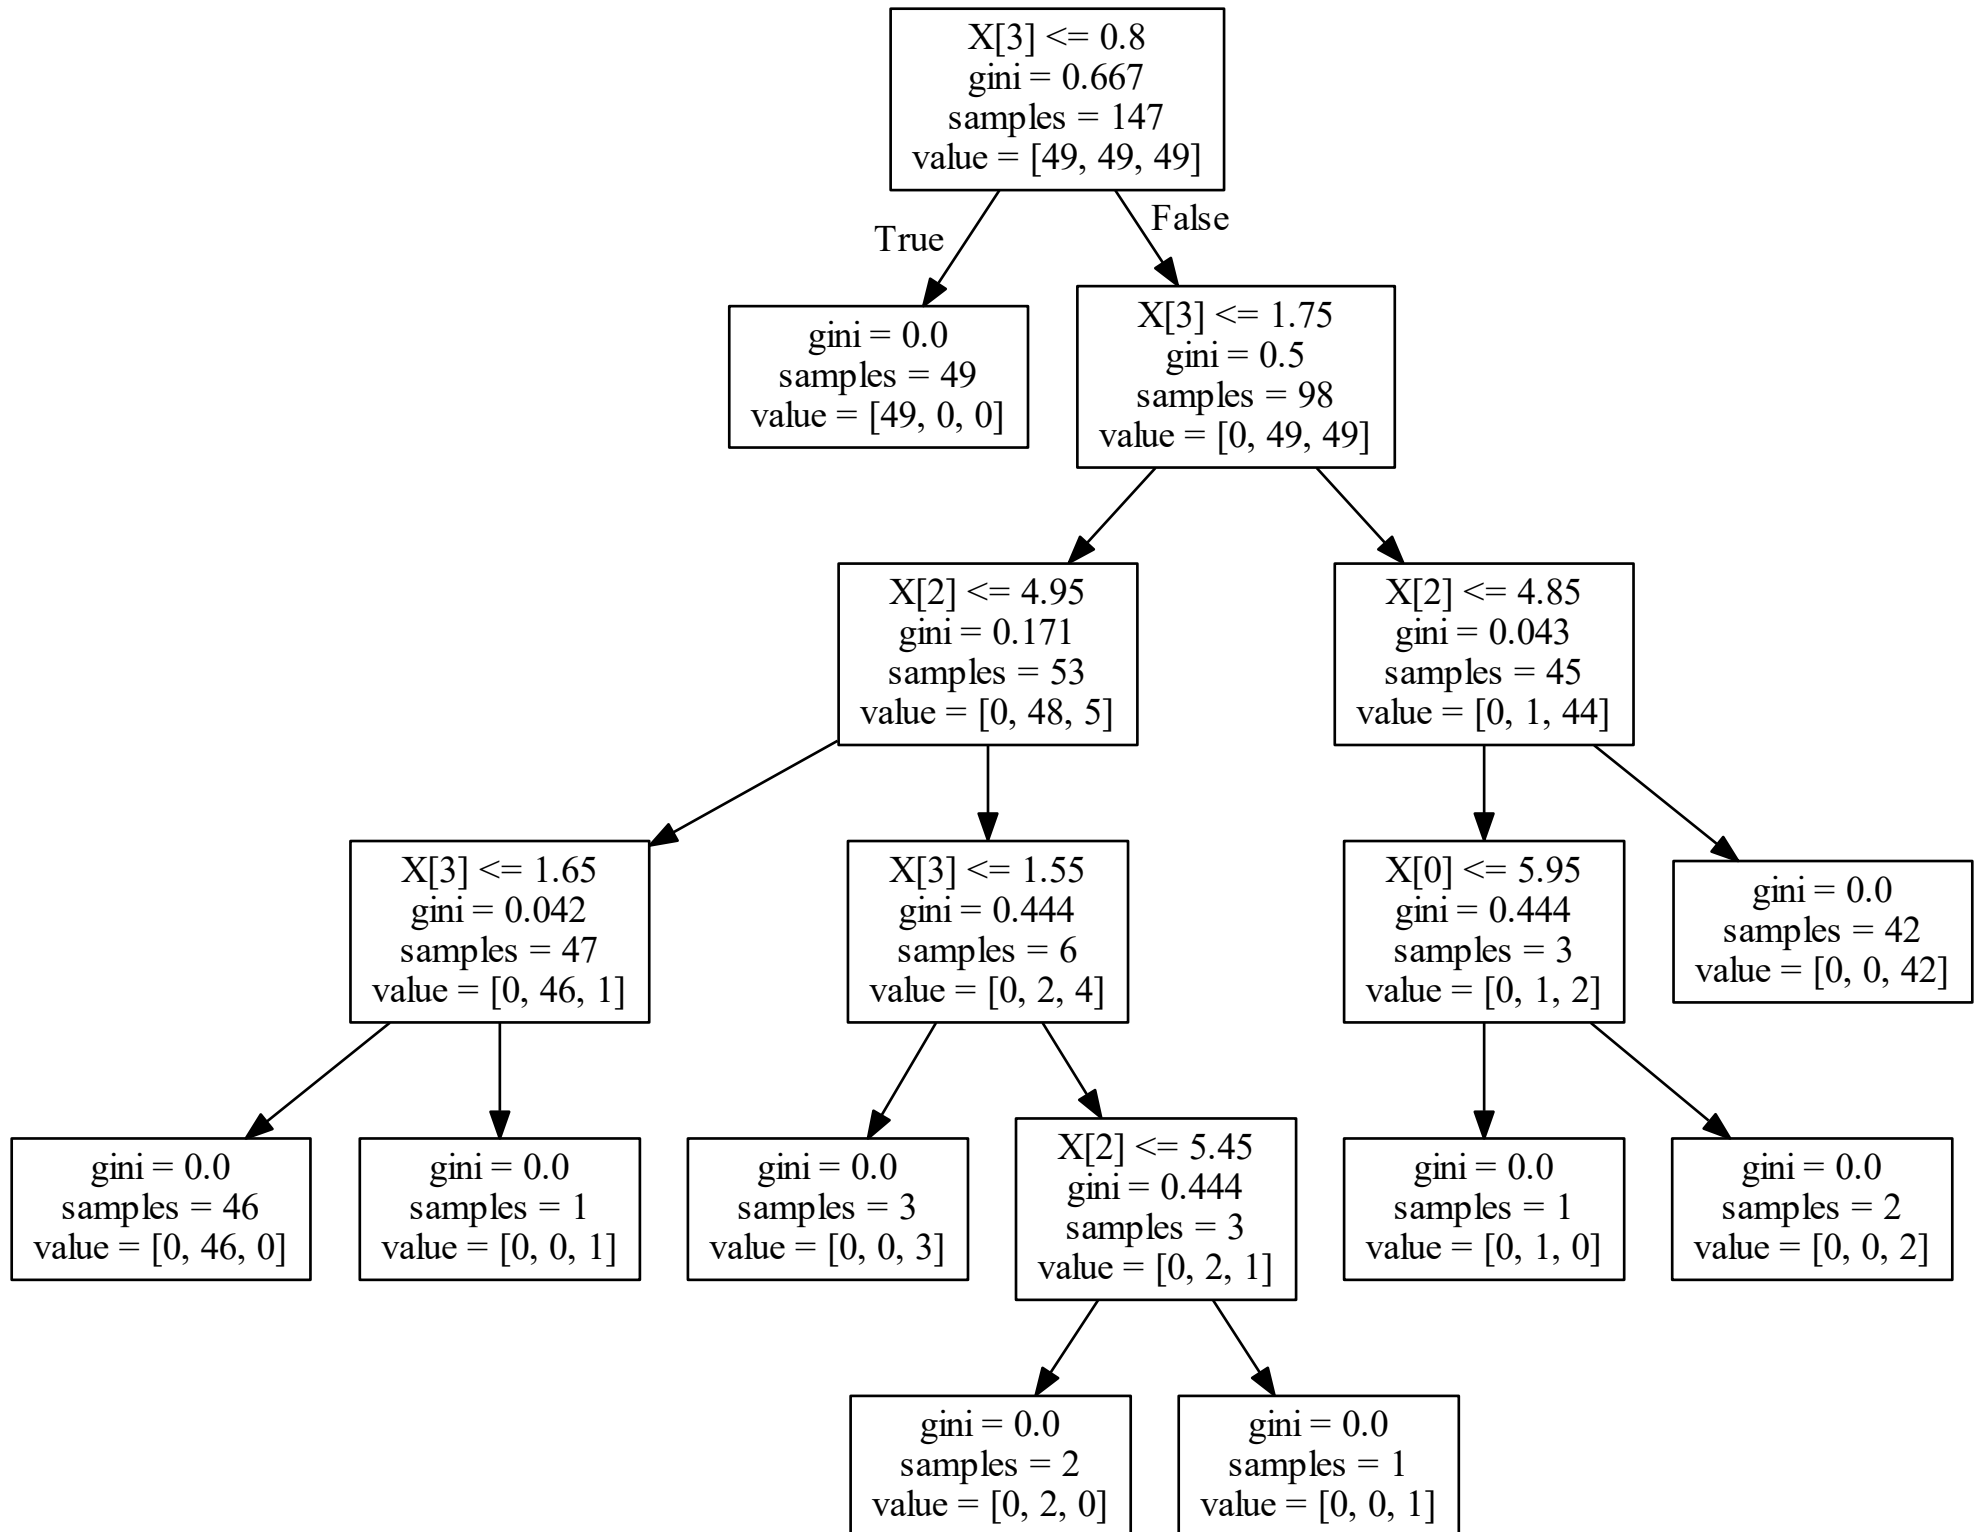 X[3] <= 0.8
gini = 0.667
samples = 147
value = [49, 49, 49]
True
False
gini = 0.0
samples = 49
value = [49, 0, 0]
X[3] <= 1.75
gini = 0.5
samples = 98
value = [0, 49, 49]
X[2] <= 4.95
gini = 0.171
samples = 53
value = [0, 48, 5]
X[2] <= 4.85
gini = 0.043
samples = 45
value = [0, 1, 44]
X[3] <= 1.65
gini = 0.042
samples = 47
value = [0, 46, 1]
X[3] <= 1.55
gini = 0.444
samples = 6
value = [0, 2, 4]
X[0] <= 5.95
gini = 0.444
samples = 3
value = [0, 1, 2]
gini = 0.0
samples = 42
value = [0, 0, 42]
gini = 0.0
samples = 46
value = [0, 46, 0]
gini = 0.0
samples = 1
value = [0, 0, 1]
gini = 0.0
samples = 3
value = [0, 0, 3]
X[2] <= 5.45
gini = 0.444
samples = 3
value = [0, 2, 1]
gini = 0.0
samples = 1
value = [0, 1, 0]
gini = 0.0
samples = 2
value = [0, 0, 2]
gini = 0.0
samples = 2
value = [0, 2, 0]
gini = 0.0
samples = 1
value = [0, 0, 1]